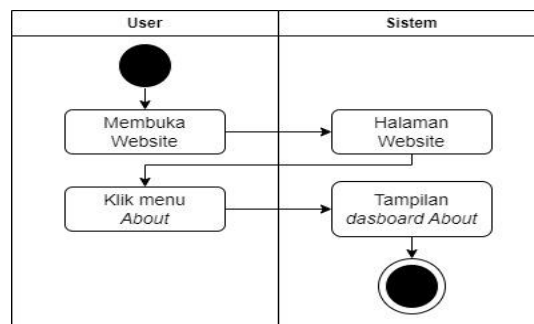 User
Sistem
Membuka
Website
Halaman
Website
Klik menu
About
Tampilan
dasboard About